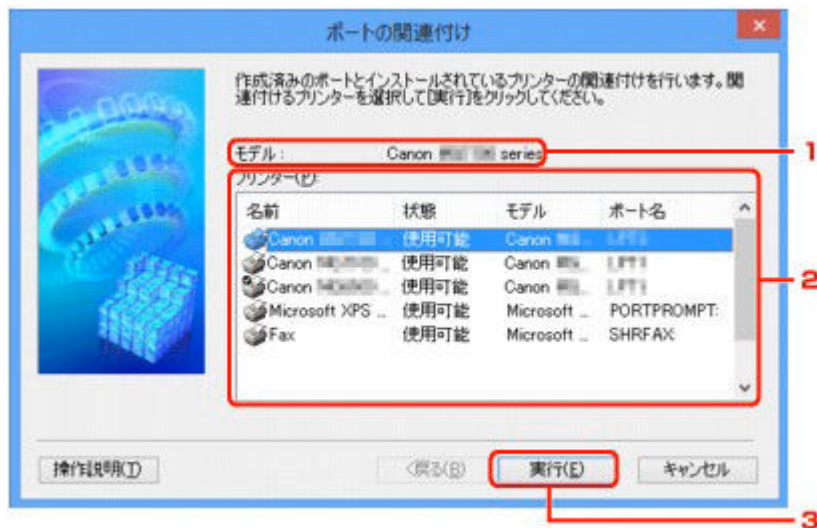 ポートの関連付け
作成済みのポートとインストールされているプリンターの関連付けを行います。関
連付けるプリンターを選択して[実行]をクリックしてください。
モデル: Canon series
1
プリンター(P):
名前 状態 モデル ポート名
Canon 使用可能 Canon
Canon 使用可能 Canon
Canon 使用可能 Canon
2
Microsoft XPS ... 使用可能 Microsoft ... PORTPROMPT:
Fax 使用可能 Microsoft ... SHRFAX:
操作説明(T) <戻る(B) 実行(E) キャンセル
3